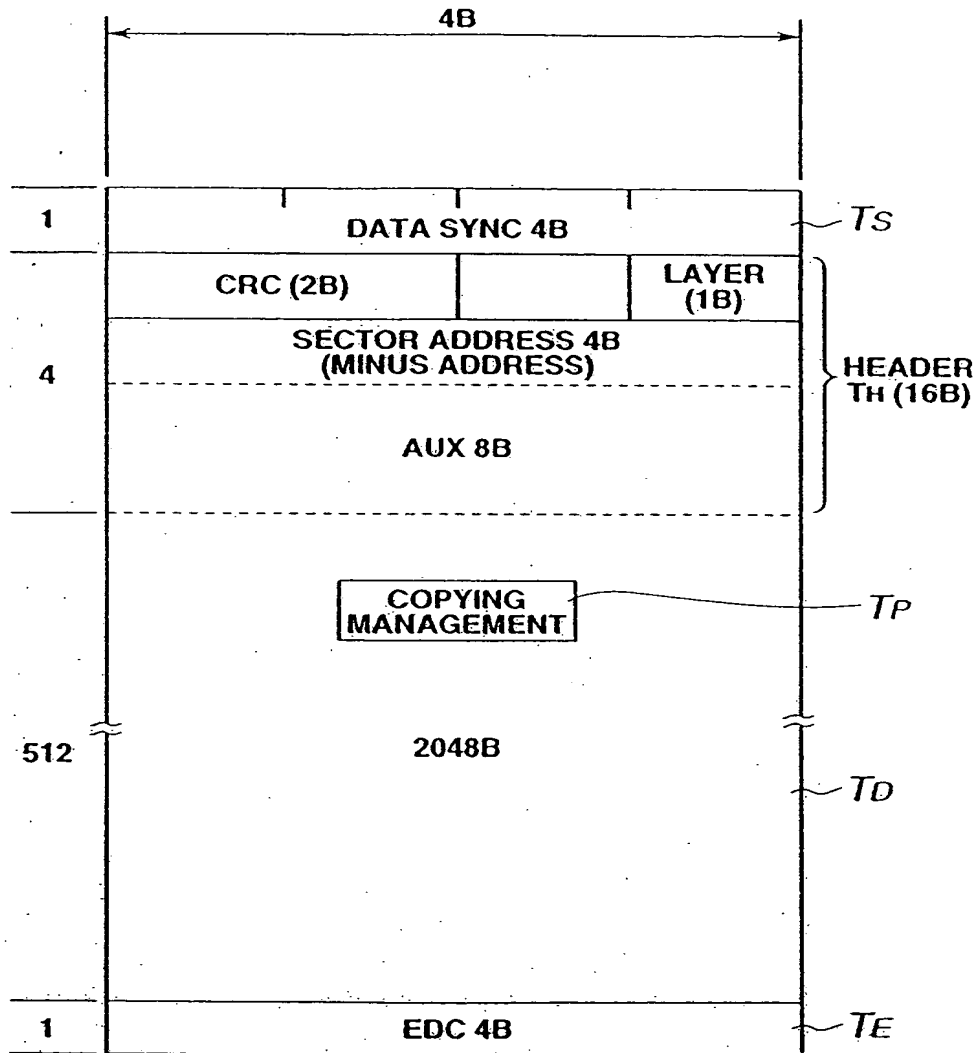 4B
1
DATA SYNC 4B
TS
CRC (2B)
LAYER
(1B)
4
SECTOR ADDRESS 4B
(MINUS ADDRESS)
HEADER
TH (16B)
AUX 8B
COPYING
MANAGEMENT
TP
512
2048B
TD
1
EDC 4B
TE